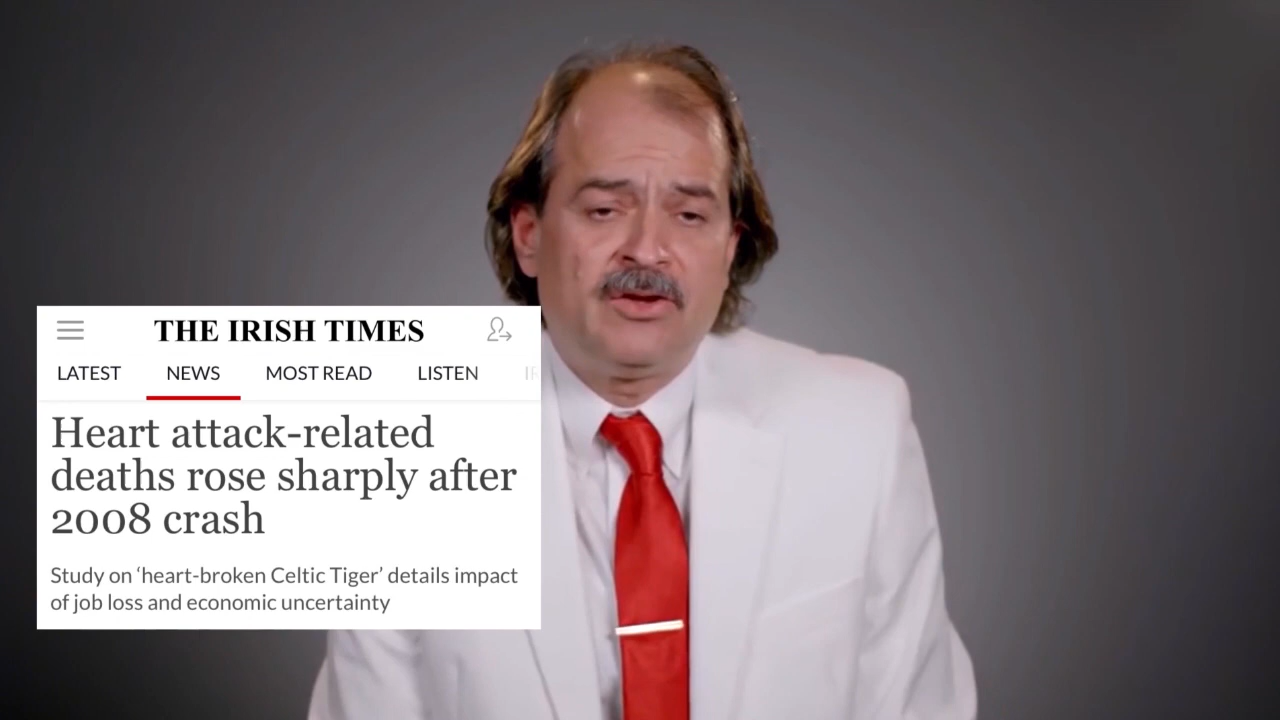 THE IRISH TIMES
LATEST NEWS MOST READ LISTEN
Heart attack-related
deaths rose sharply after
2008 crash
Study on ‘heart-broken Celtic Tiger’ details impact
of job loss and economic uncertainty